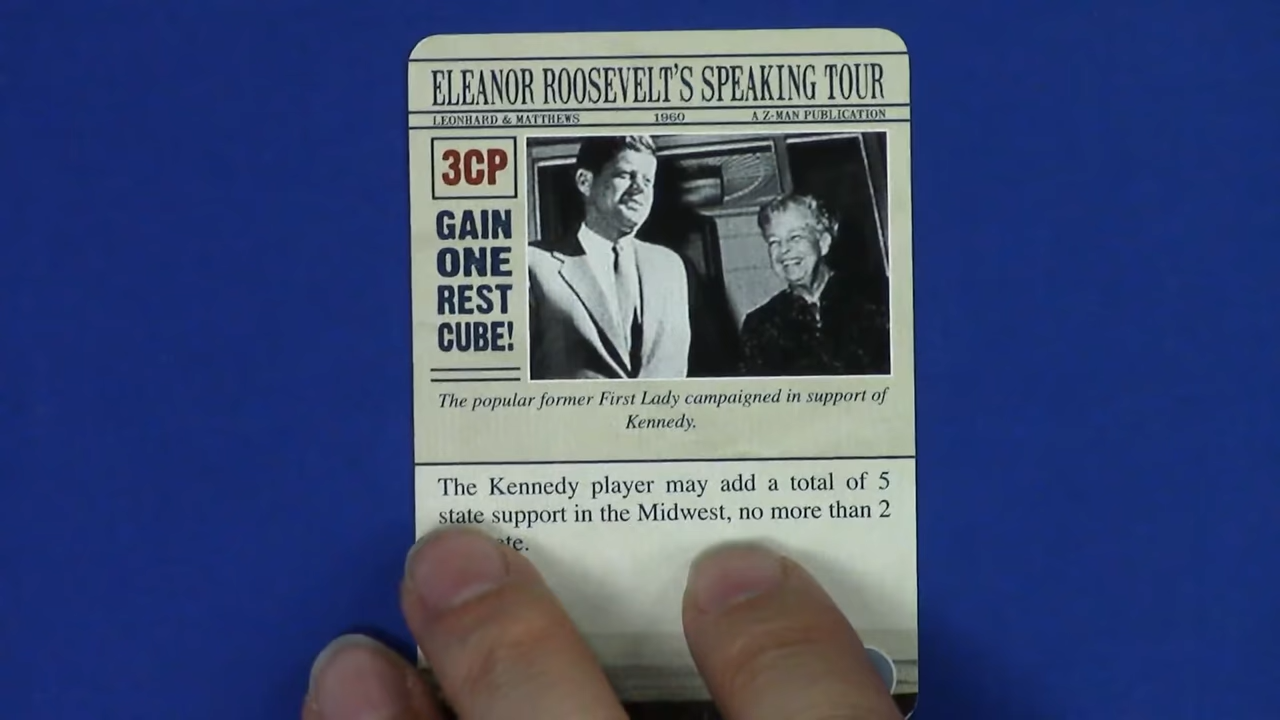 ELEANOR ROOSEVELT'S SPEAKING TOUR
LEONHARD & MATTHEWS 1960 A Z-MAN PUBLICATION
3CP
GAIN
ONE
REST
CUBE!
The popular former First Lady campaigned in support of
Kennedy.
The Kennedy player may add a total of 5
state support in the Midwest, no more than 2